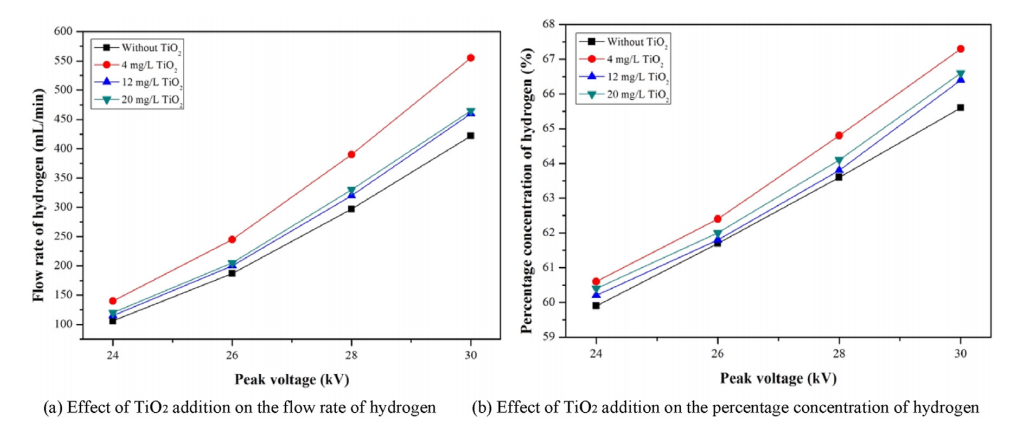 Flow rate of hydrogen (mL/min)
600
550
500
450
400
350
300
250
200
150
100
Without TiO2
4 mg/L TiO2
12 mg/L TiO2
20 mg/L TiO2
24 26 28 30
Peak voltage (kV)
(a) Effect of TiO2 addition on the flow rate of hydrogen
Percentage concentration of hydrogen (%)
68
67
66
65
64
63
62
61
60
59
Without TiO2
4 mg/L TiO2
12 mg/L TiO2
20 mg/L TiO2
24 26 28 30
Peak voltage (kV)
(b) Effect of TiO2 addition on the percentage concentration of hydrogen